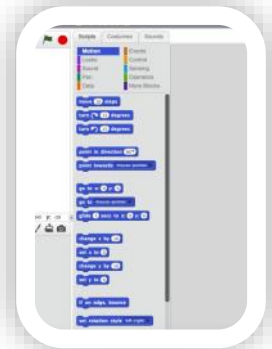 Scripts Costumes Sounds
Motion Events
Looks Control
Sound Sensing
Pen Operators
Data More Blocks
move steps
turn degrees
turn degrees
point in direction
point towards mouse-pointer
go to x: y:
go to mouse-pointer
glide secs to x: y:
change x by
set x to
change y by
set y to
if on edge, bounce
set rotation style left-right